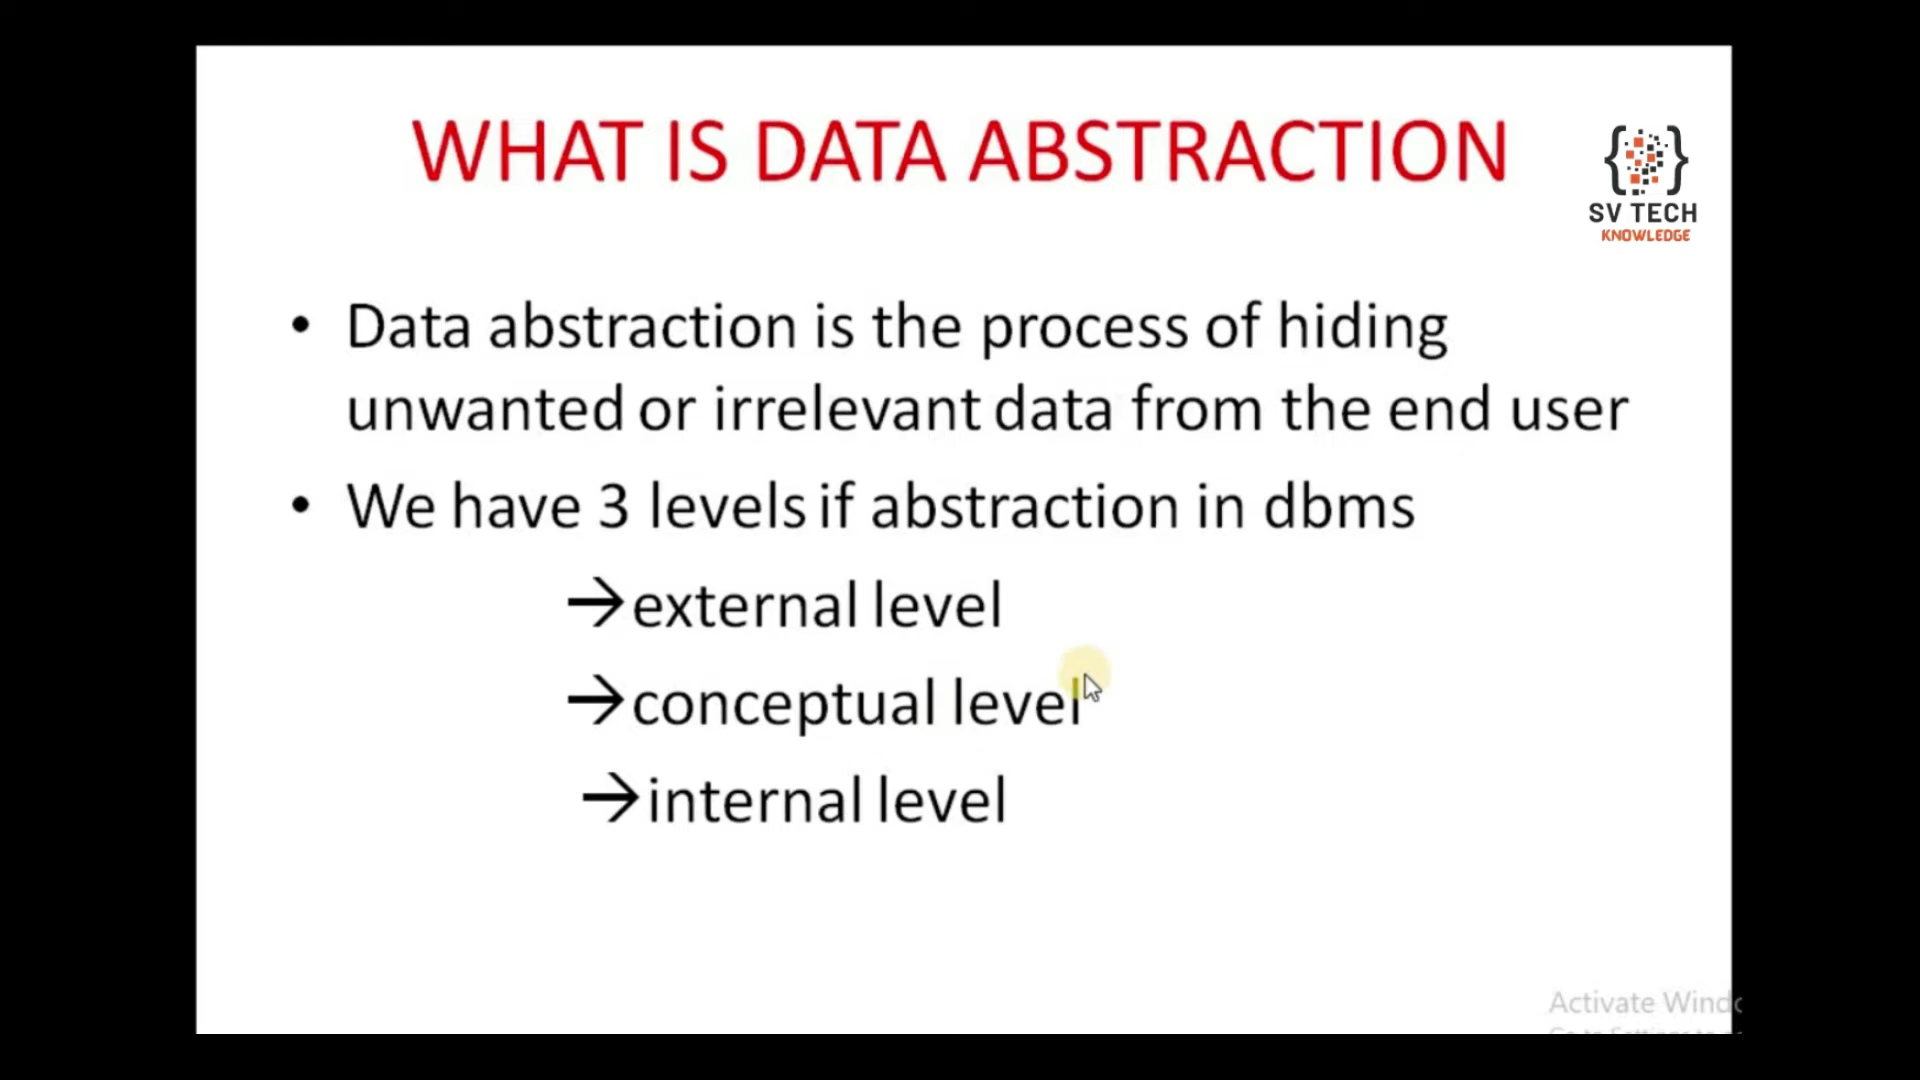 WHAT IS DATA ABSTRACTION
SV TECH
KNOWLEDGE
• Data abstraction is the process of hiding
unwanted or irrelevant data from the end user
• We have 3 levels if abstraction in dbms
→external level
→conceptual level
→internal level
Activate